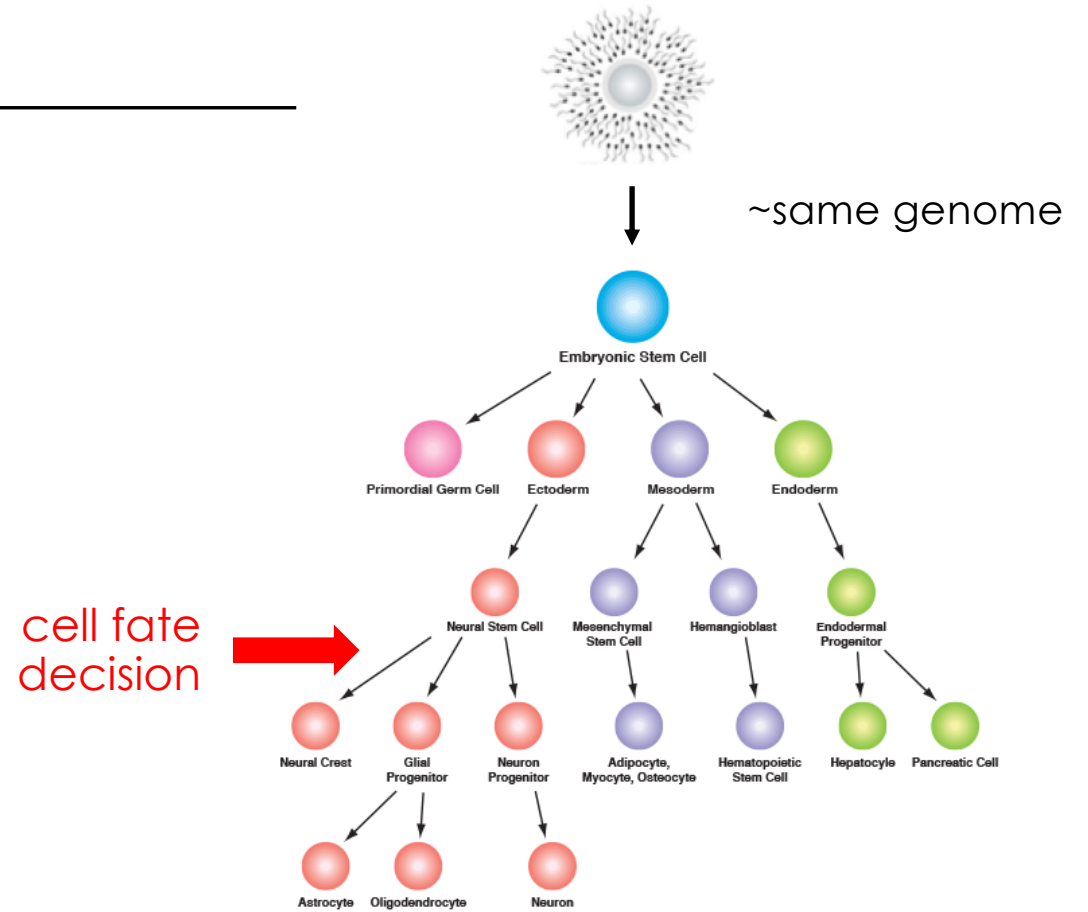 ~same genome
Embryonic Stem Cell
Primordial Germ Cell
Ectoderm
Mesoderm
Endoderm
cell fate
decision
Neural Stem Cell
Mesenchymal
Stem Cell
Hemangioblast
Endodermal
Progenitor
Neural Crest
Glial
Progenitor
Neuron
Progenitor
Adipocyte,
Myocyte, Osteocyte
Hematopoietic
Stem Cell
Hepatocyle
Pancreatic Cell
Astrocyte
Oligodendrocyte
Neuron